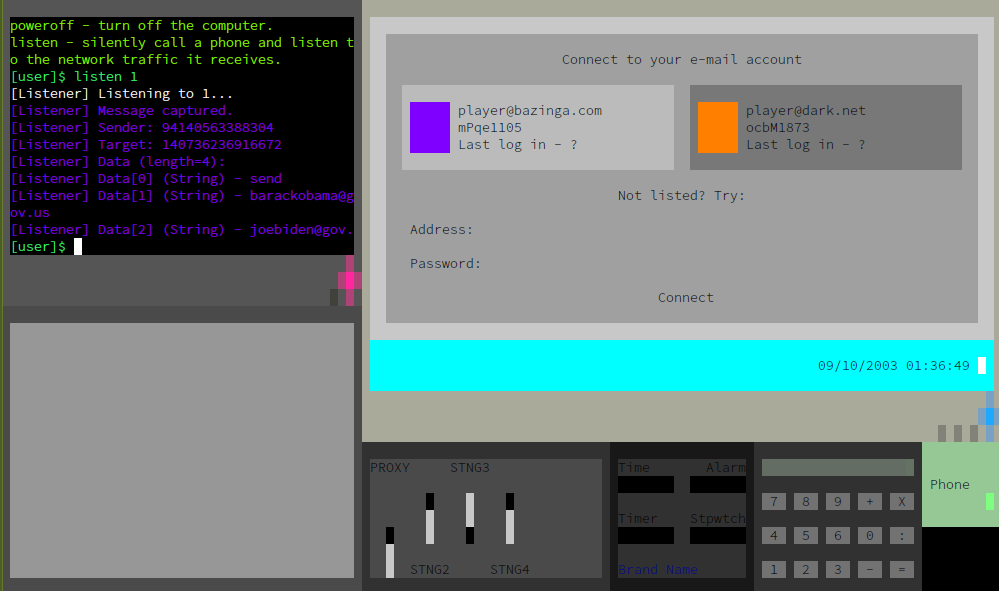 poweroff - turn off the computer.
listen - silently call a phone and listen t
o the network traffic it receives.
[user]$ listen 1
[Listener] Listening to 1...
[Listener] Message captured.
[Listener] Sender: 94140563388304
[Listener] Target: 140736236916672
[Listener] Data (length=4):
[Listener] Data[0] (String) - send
[Listener] Data[1] (String) - barackobama@g
ov.us
[Listener] Data[2] (String) - joebiden@gov.
[user]$
Connect to your e-mail account
player@bazinga.com
mPqe1105
Last log in - ?
player@dark.net
ocbM1873
Last log in - ?
Not listed? Try:
Address:
Password:
Connect
09/10/2003 01:36:49
PROXY STNG3
STNG2 STNG4
Time Alarm
Timer Stpwtch
Brand Name
7 8 9 + X
4 5 6 0 :
1 2 3 - =
Phone